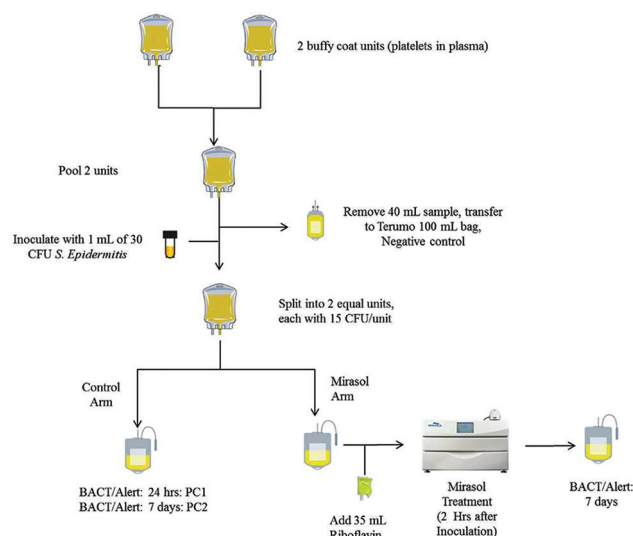 2 buffy coat units (platelets in plasma)
Pool 2 units
Remove 40 mL sample, transfer
to Terumo 100 mL bag,
Negative control
Inoculate with 1 mL of 30
CFU S. Epidermitis
Split into 2 equal units,
each with 15 CFU/unit
Control
Arm
Mirasol
Arm
BACT/Alert: 24 hrs: PC1
BACT/Alert: 7 days: PC2
Add 35 mL
Riboflavin
Mirasol
Treatment
(2 Hrs after
Inoculation)
BACT/Alert:
7 days